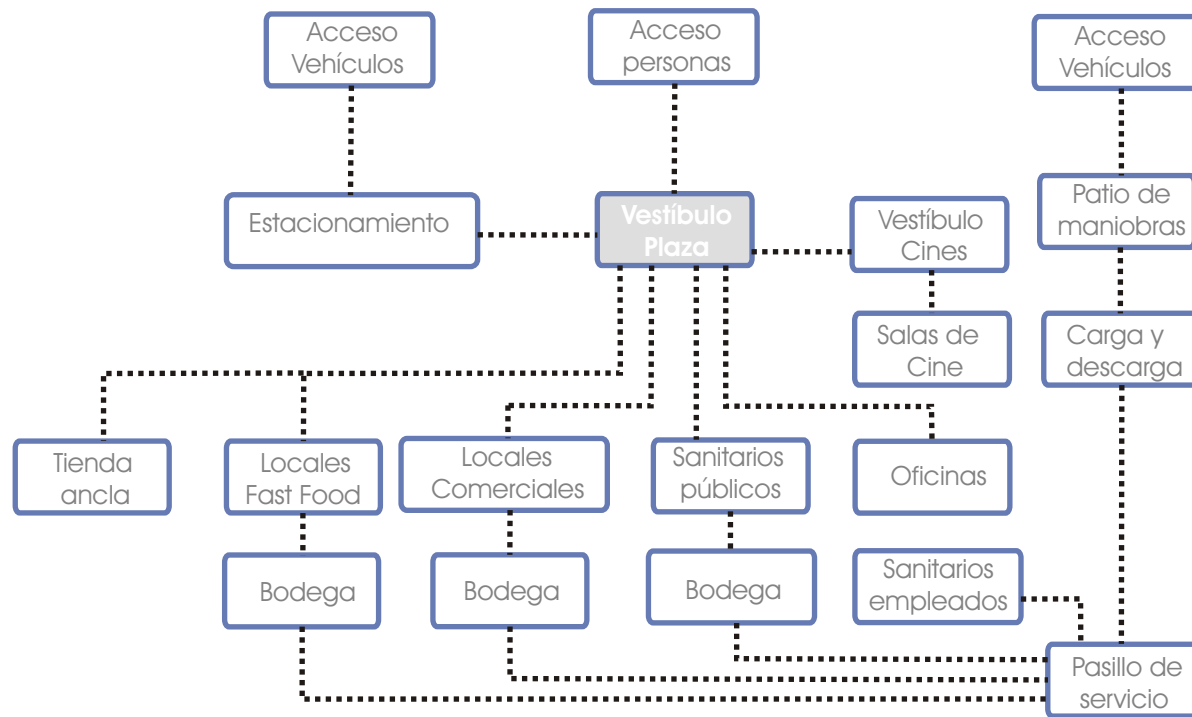 Acceso
Vehículos
Acceso
personas
Acceso
Vehículos
Estacionamiento
Vestíbulo
Plaza
Vestíbulo
Cines
Patio de
maniobras
Salas de
Cine
Carga y
descarga
Tienda
ancla
Locales
Fast Food
Locales
Comerciales
Sanitarios
públicos
Oficinas
Bodega
Bodega
Bodega
Sanitarios
empleados
Pasillo de
servicio